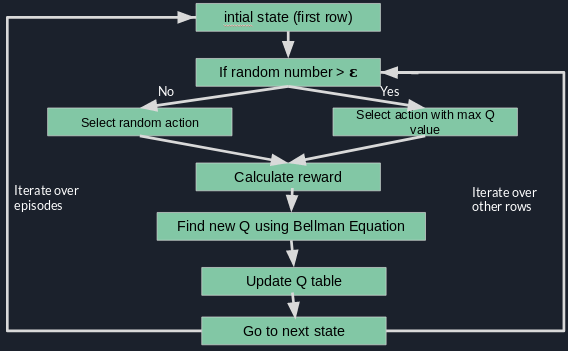 intial state (first row)
If random number > ε
No
Yes
Select random action
Select action with max Q
value
Calculate reward
Iterate over
episodes
Iterate over
other rows
Find new Q using Bellman Equation
Update Q table
Go to next state